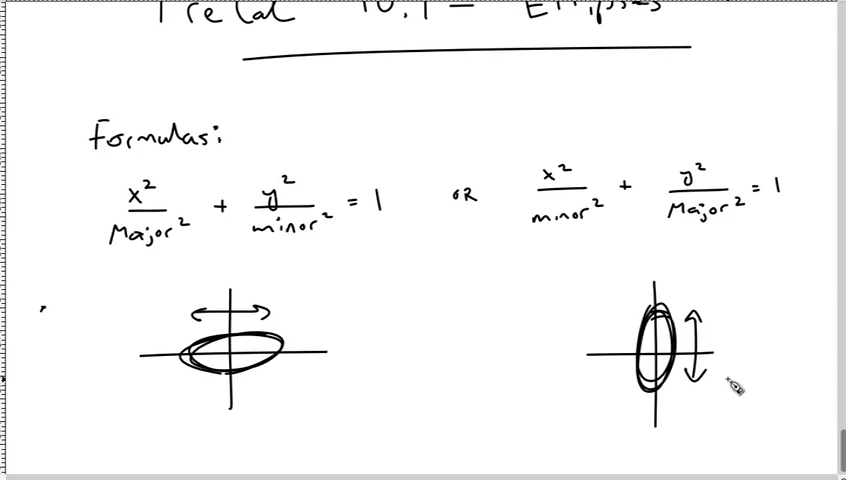 PreCal 10.1 - Ellipses
Formulas:
x² / Major² + y² / minor² = 1 OR x² / minor² + y² / Major² = 1